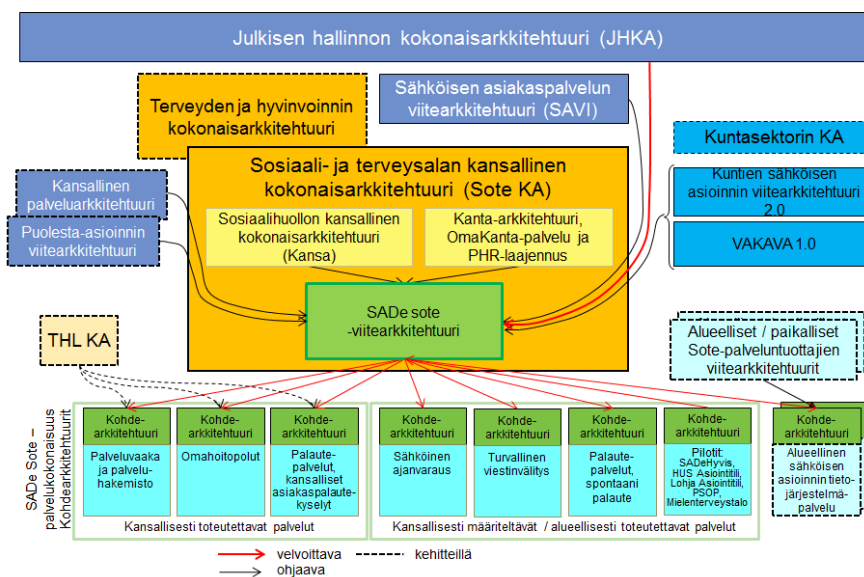 Julkisen hallinnon kokonaisarkkitehtuuri (JHKA)
Terveyden ja hyvinvoinnin
kokonaisarkkitehtuuri
Sähköisen asiakaspalvelun
viitearkkitehtuuri (SAVI)
Kuntasektorin KA
Kuntien sähköisen
asioinnin viitearkkitehtuuri
2.0
VAKAVA 1.0
Kansallinen
palveluarkkitehtuuri
Puolesta-asioinnin
viitearkkitehtuuri
Sosiaali- ja terveysalan kansallinen
kokonaisarkkitehtuuri (Sote KA)
Sosiaalihuollon kansallinen
kokonaisarkkitehtuuri
(Kansa)
Kanta-arkkitehtuuri,
OmaKanta-palvelu ja
PHR-laajennus
SADe sote
-viitearkkitehtuuri
THL KA
Alueelliset / paikalliset
Sote-palveluntuottajien
viitearkkitehtuurit
SADe Sote –
palvelukokonaisuus
Kohdearkkitehtuurit
Kohde-
arkkitehtuuri
Palveluvaaka
ja palvelu-
hakemisto
Kohde-
arkkitehtuuri
Omahoitopolut
Kohde-
arkkitehtuuri
Palaute-
palvelut,
kansalliset
asiakaspalaute-
kyselyt
Kansallisesti toteutettavat palvelut
Kohde-
arkkitehtuuri
Sähköinen
ajanvaraus
Kohde-
arkkitehtuuri
Turvallinen
viestinvälitys
Kohde-
arkkitehtuuri
Palaute-
palvelut,
spontaani
palaute
Kohde-
arkkitehtuuri
Pilotit:
SADeHyvis,
HUS Asiointitili,
Lohja Asiointitili,
PSOP,
Mielenterveystalo
Kansallisesti määriteltävät / alueellisesti toteutettavat palvelut
Kohde-
arkkitehtuuri
Alueellinen
sähköisen
asioinnin tieto-
järjestelmä-
palvelu
velvoittava
kehitteillä
ohjaava